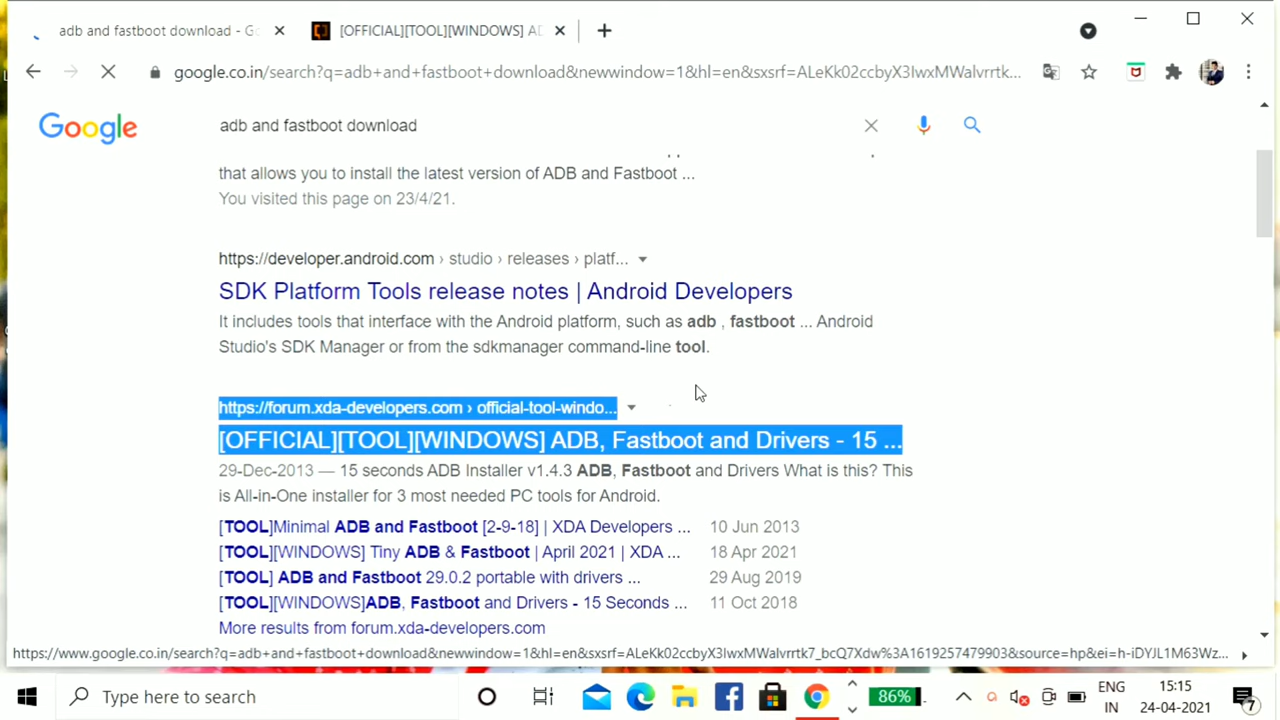 adb and fastboot download - Go
[OFFICIAL][TOOL][WINDOWS] AD
google.co.in/search?q=adb+and+fastboot+download&newwindow=1&hl=en&sxsrf=ALeKk02ccbyX3IwxMWalvrrtk...
Google
adb and fastboot download
that allows you to install the latest version of ADB and Fastboot ...
You visited this page on 23/4/21.
https://developer.android.com › studio › releases › platf...
SDK Platform Tools release notes | Android Developers
It includes tools that interface with the Android platform, such as adb , fastboot ... Android
Studio's SDK Manager or from the sdkmanager command-line tool.
https://forum.xda-developers.com › official-tool-windo...
[OFFICIAL][TOOL][WINDOWS] ADB, Fastboot and Drivers - 15 ...
29-Dec-2013 — 15 seconds ADB Installer v1.4.3 ADB, Fastboot and Drivers What is this? This
is All-in-One installer for 3 most needed PC tools for Android.
[TOOL]Minimal ADB and Fastboot [2-9-18] | XDA Developers ... 10 Jun 2013
[TOOL][WINDOWS] Tiny ADB & Fastboot | April 2021 | XDA ... 18 Apr 2021
[TOOL] ADB and Fastboot 29.0.2 portable with drivers ... 29 Aug 2019
[TOOL][WINDOWS]ADB, Fastboot and Drivers - 15 Seconds ... 11 Oct 2018
More results from forum.xda-developers.com
https://www.google.co.in/search?q=adb+and+fastboot+download&newwindow=1&hl=en&sxsrf=ALeKk02ccbyX3IwxMWalvrrtk7_bcQ7Xdw%3A1619257479903&source=hp&ei=h-iDYJL1M63Wz...
Type here to search
86%
ENG
IN
15:15
24-04-2021
7